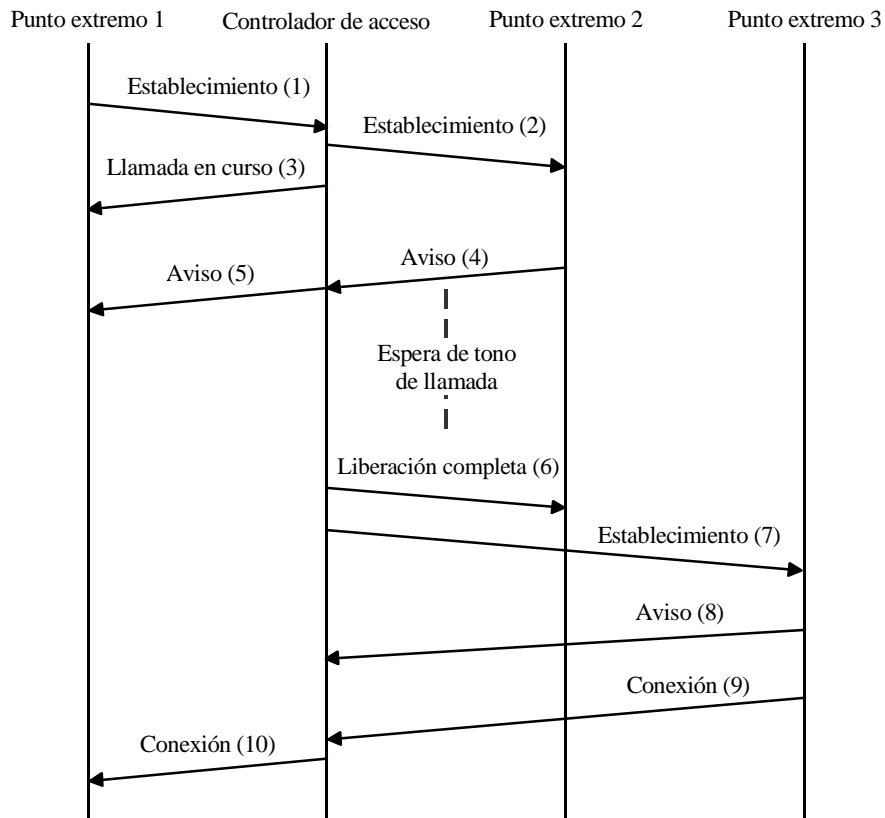 Punto extremo 1
Controlador de acceso
Punto extremo 2
Punto extremo 3
Establecimiento (1)
Establecimiento (2)
Llamada en curso (3)
Aviso (4)
Aviso (5)
Espera de tono
de llamada
Liberación completa (6)
Establecimiento (7)
Aviso (8)
Conexión (9)
Conexión (10)